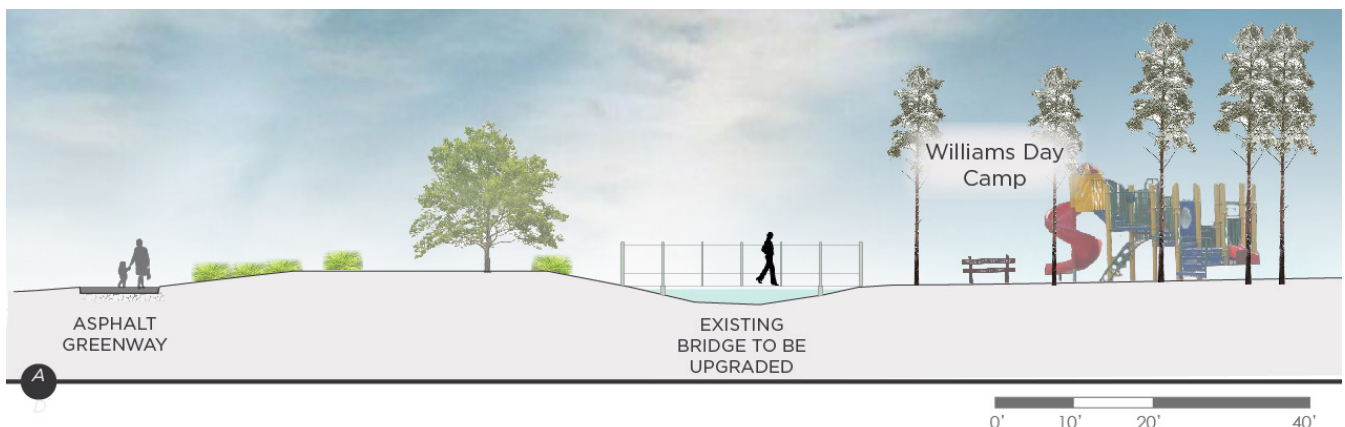 Williams Day
Camp
ASPHALT
GREENWAY
EXISTING
BRIDGE TO BE
UPGRADED
A
D
0' 10' 20' 40'